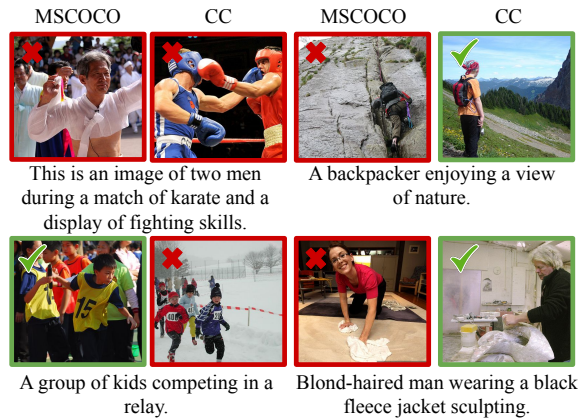 MSCOCO CC MSCOCO CC
This is an image of two men
during a match of karate and a
display of fighting skills.
A backpacker enjoying a view
of nature.
15
A group of kids competing in a
relay.
Blond-haired man wearing a black
fleece jacket sculpting.